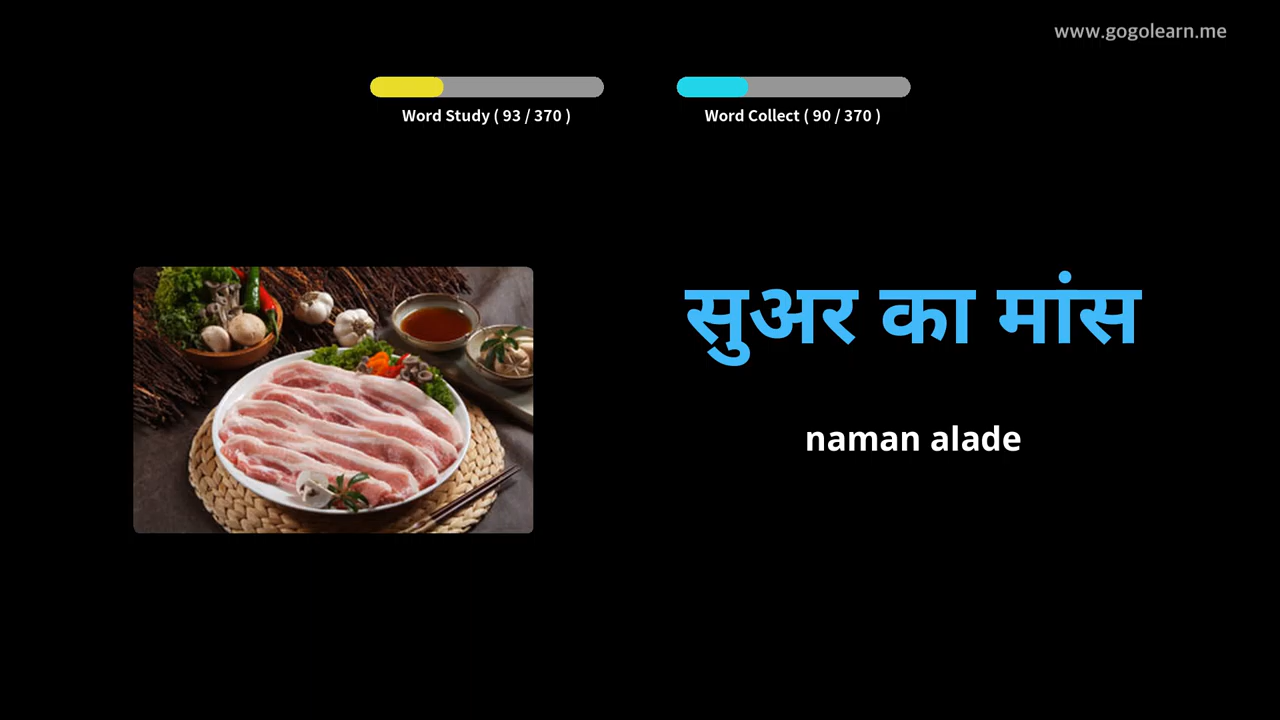 www.gogolearn.me
Word Study ( 93 / 370 )
Word Collect ( 90 / 370 )
सुअर का मांस
naman alade